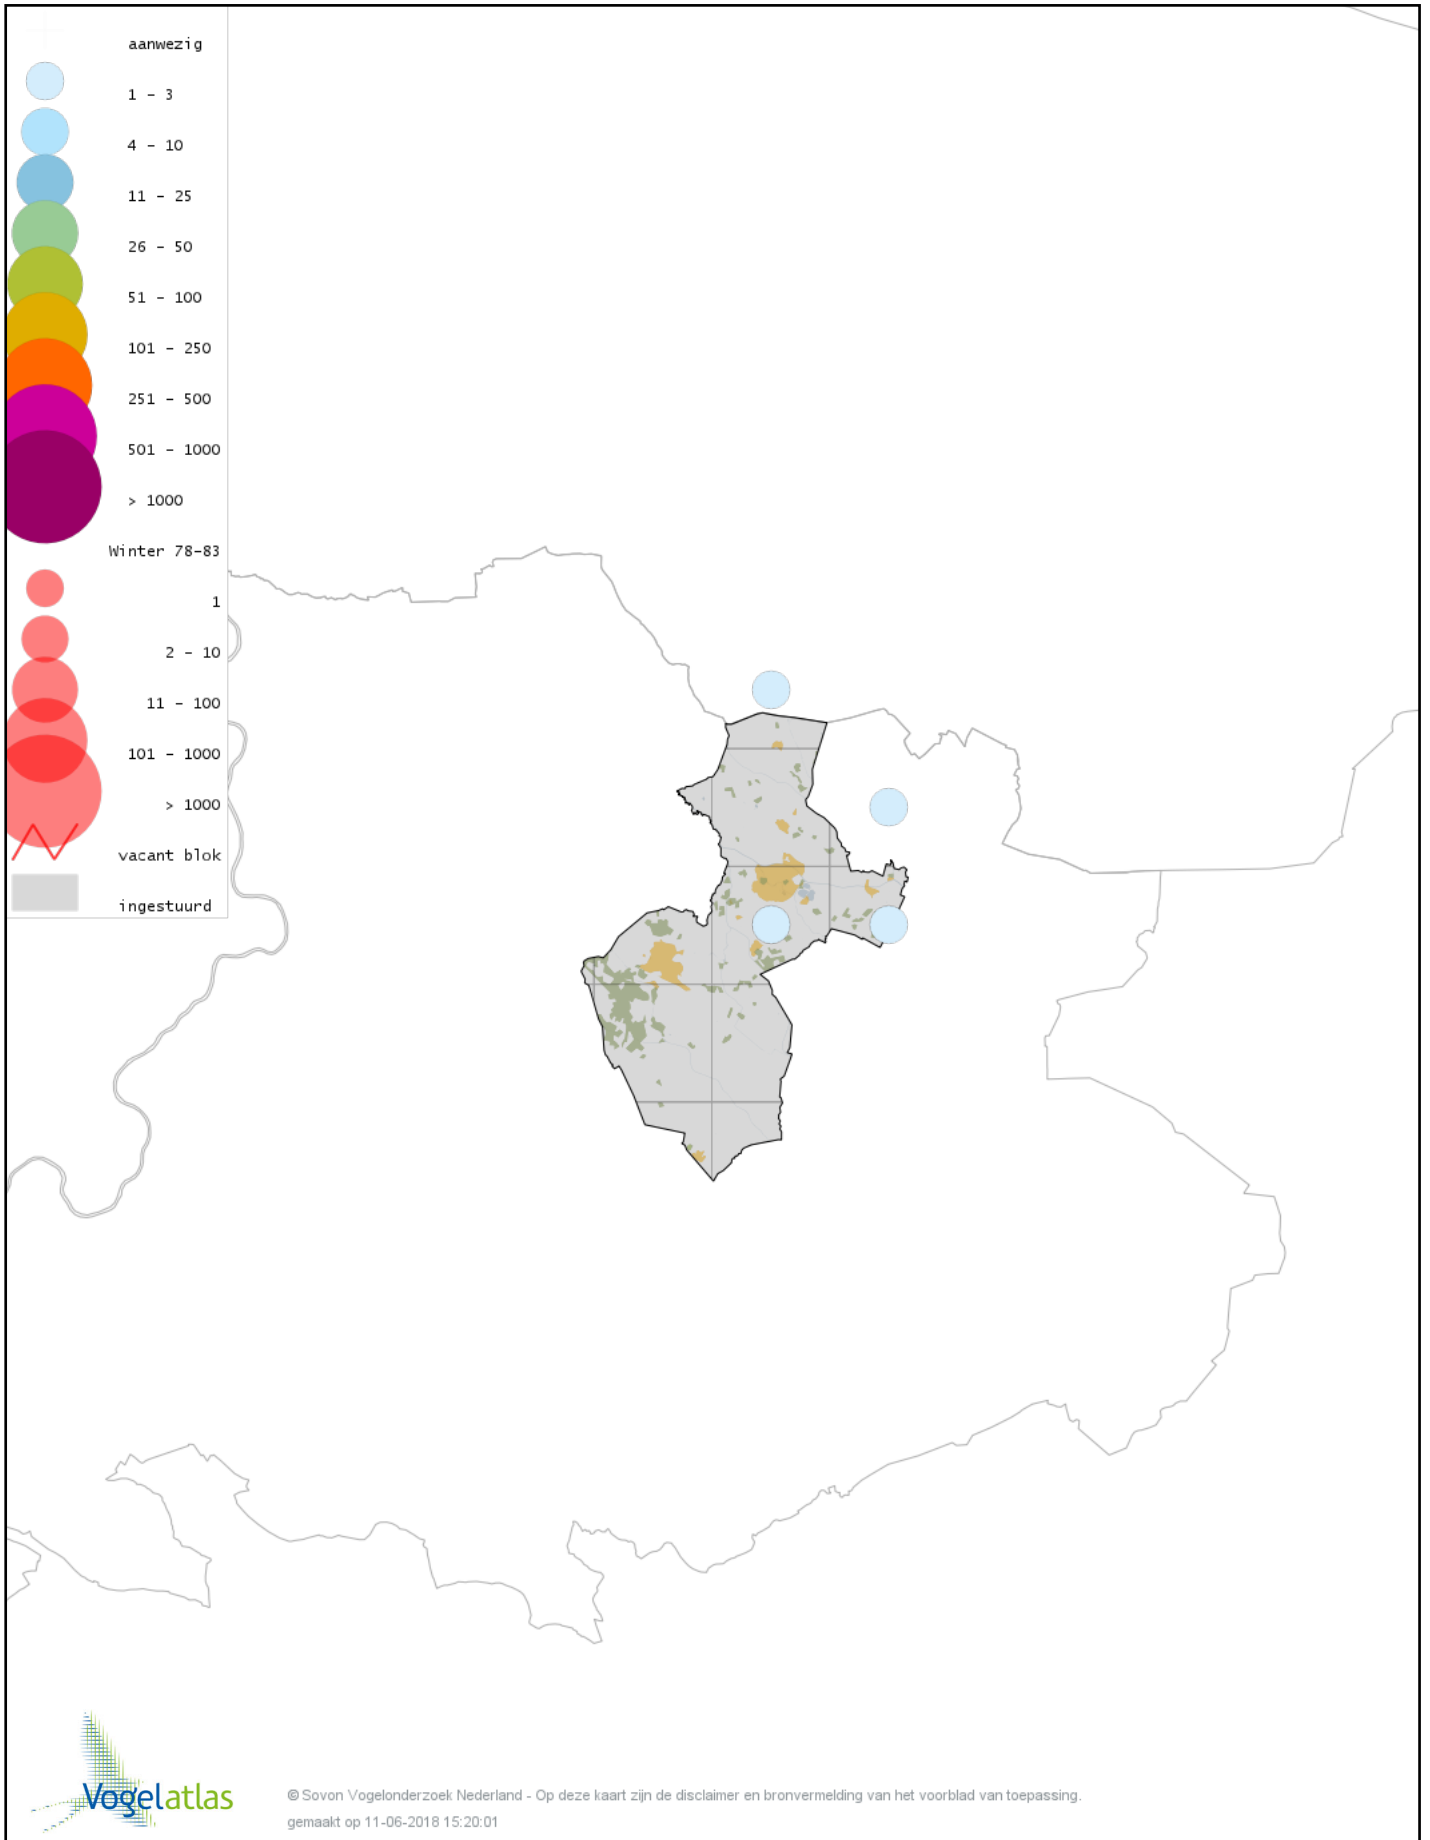 aanwezig
1 - 3
4 - 10
11 - 25
26 - 50
51 - 100
101 - 250
251 - 500
501 - 1000
> 1000
Winter 78-83
1
2 - 10
11 - 100
101 - 1000
> 1000
vacant blok
ingestuurd
Vogelatlas
© Sovon Vogelonderzoek Nederland - Op deze kaart zijn de disclaimer en bronvermelding van het voorblad van toepassing.
gemaakt op 11-06-2018 15:20:01